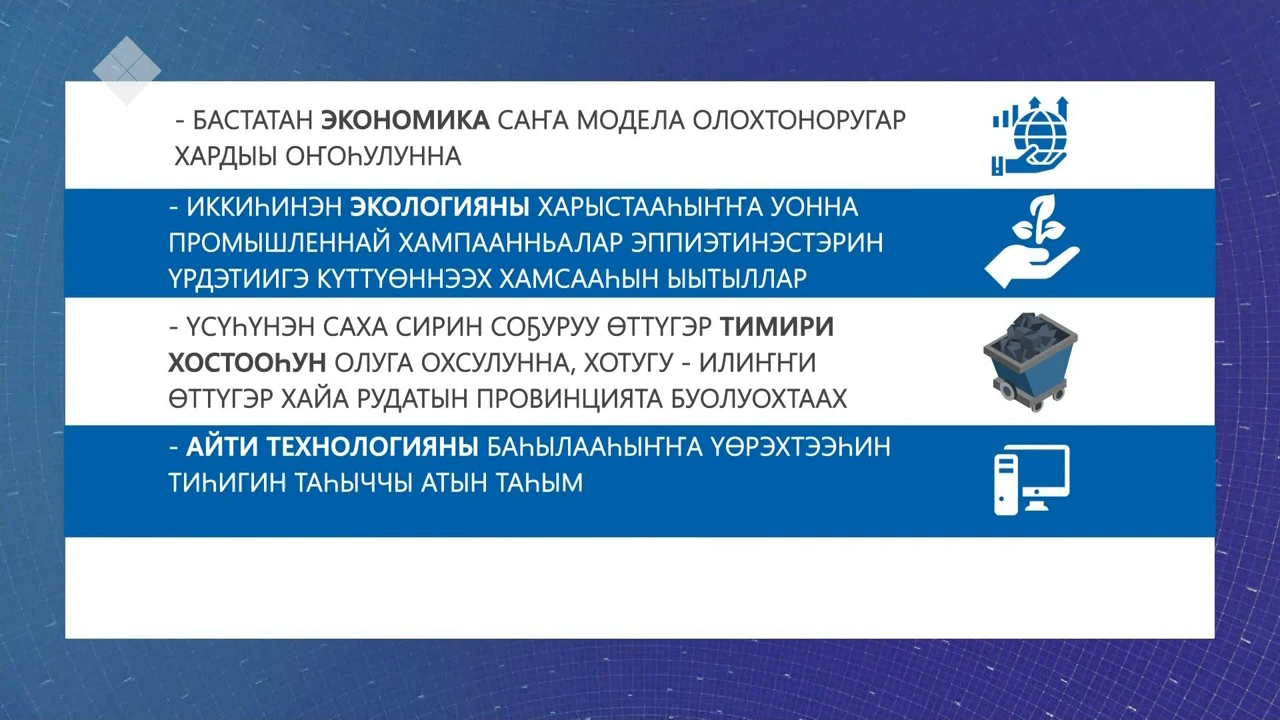 - БАСТАТАН ЭКОНОМИКА САҤА МОДЕЛА ОЛОХТОНОРУГАР
ХАРДЫЫ ОҤОҺУЛУННА
- ИККИҺИНЭН ЭКОЛОГИЯНЫ ХАРЫСТААҺЫҤҤА УОННА
ПРОМЫШЛЕННАЙ ХАМПААННЬАЛАР ЭППИЭТИНЭСТЭРИН
ҮРДЭТИИГЭ КҮТТҮӨННЭЭХ ХАМСААҺЫН ЫЫТЫЛЛАР
- ҮСҮҺҮНЭН САХА СИРИН СОҔУРУУ ӨТТҮГЭР ТИМИРИ
ХОСТООҺУН ОЛУГА ОХСУЛУННА, ХОТУГУ - ИЛИҤҤИ
ӨТТҮГЭР ХАЙА РУДАТЫН ПРОВИНЦИЯТА БУОЛУОХТААХ
- АЙТИ ТЕХНОЛОГИЯНЫ БАҺЫЛААҺЫҤҤА ҮӨРЭХТЭЭҺИН
ТИҺИГИН ТАҺЫЧЧЫ АТЫН ТАҺЫМ